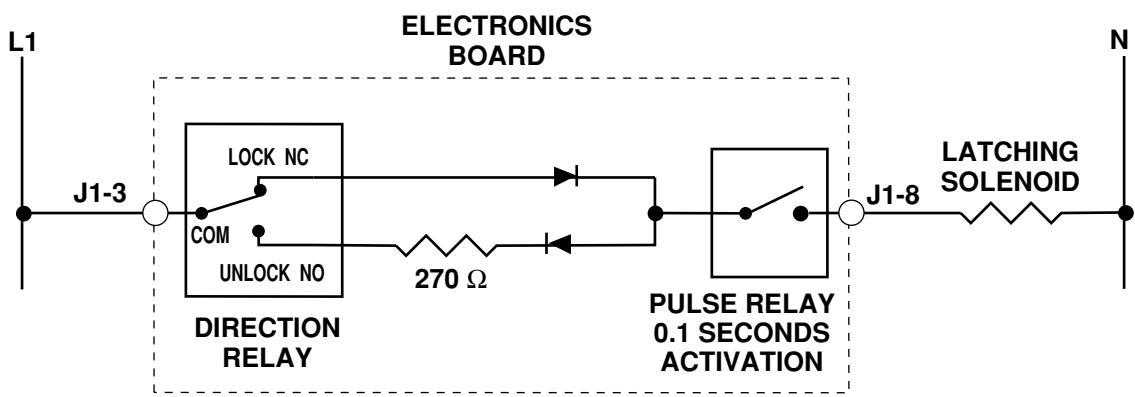 ELECTRONICS
BOARD
L1
N
LOCK NC
J1-3
COM
UNLOCK NO
270 Ω
J1-8
LATCHING
SOLENOID
DIRECTION
RELAY
PULSE RELAY
0.1 SECONDS
ACTIVATION